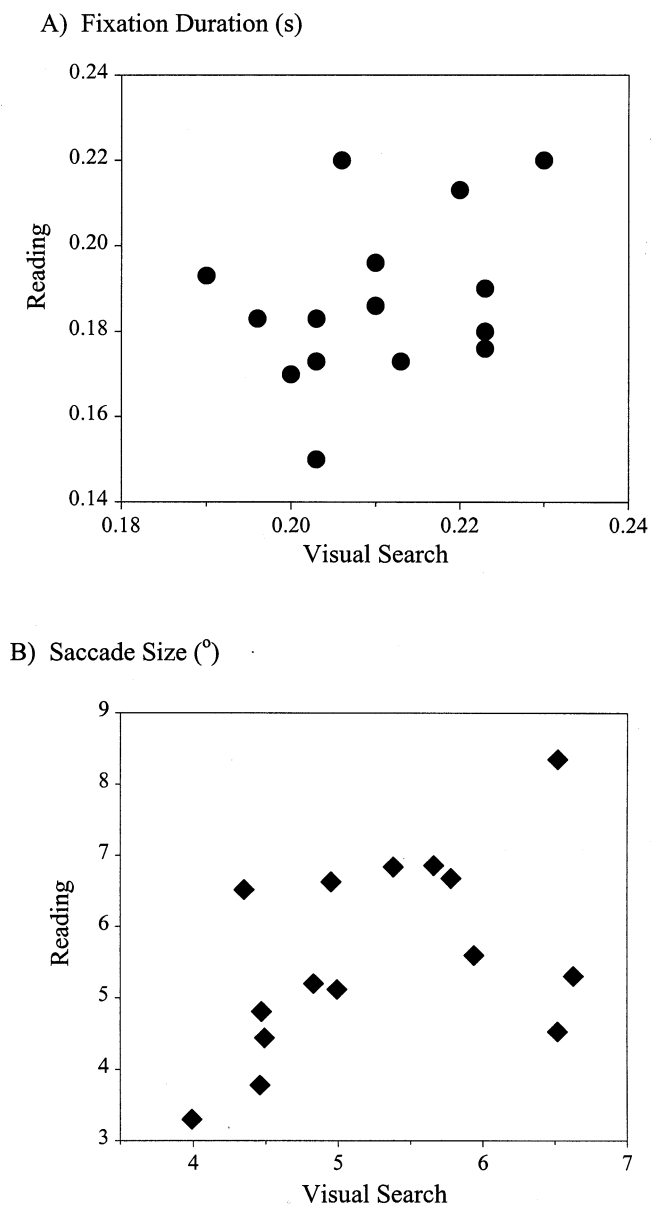 A) Fixation Duration (s)
0.24
0.22
0.20
0.18
0.16
0.14
Reading
0.18 0.20 0.22 0.24
Visual Search
B) Saccade Size (º)
9
8
7
6
5
4
3
Reading
4 5 6 7
Visual Search